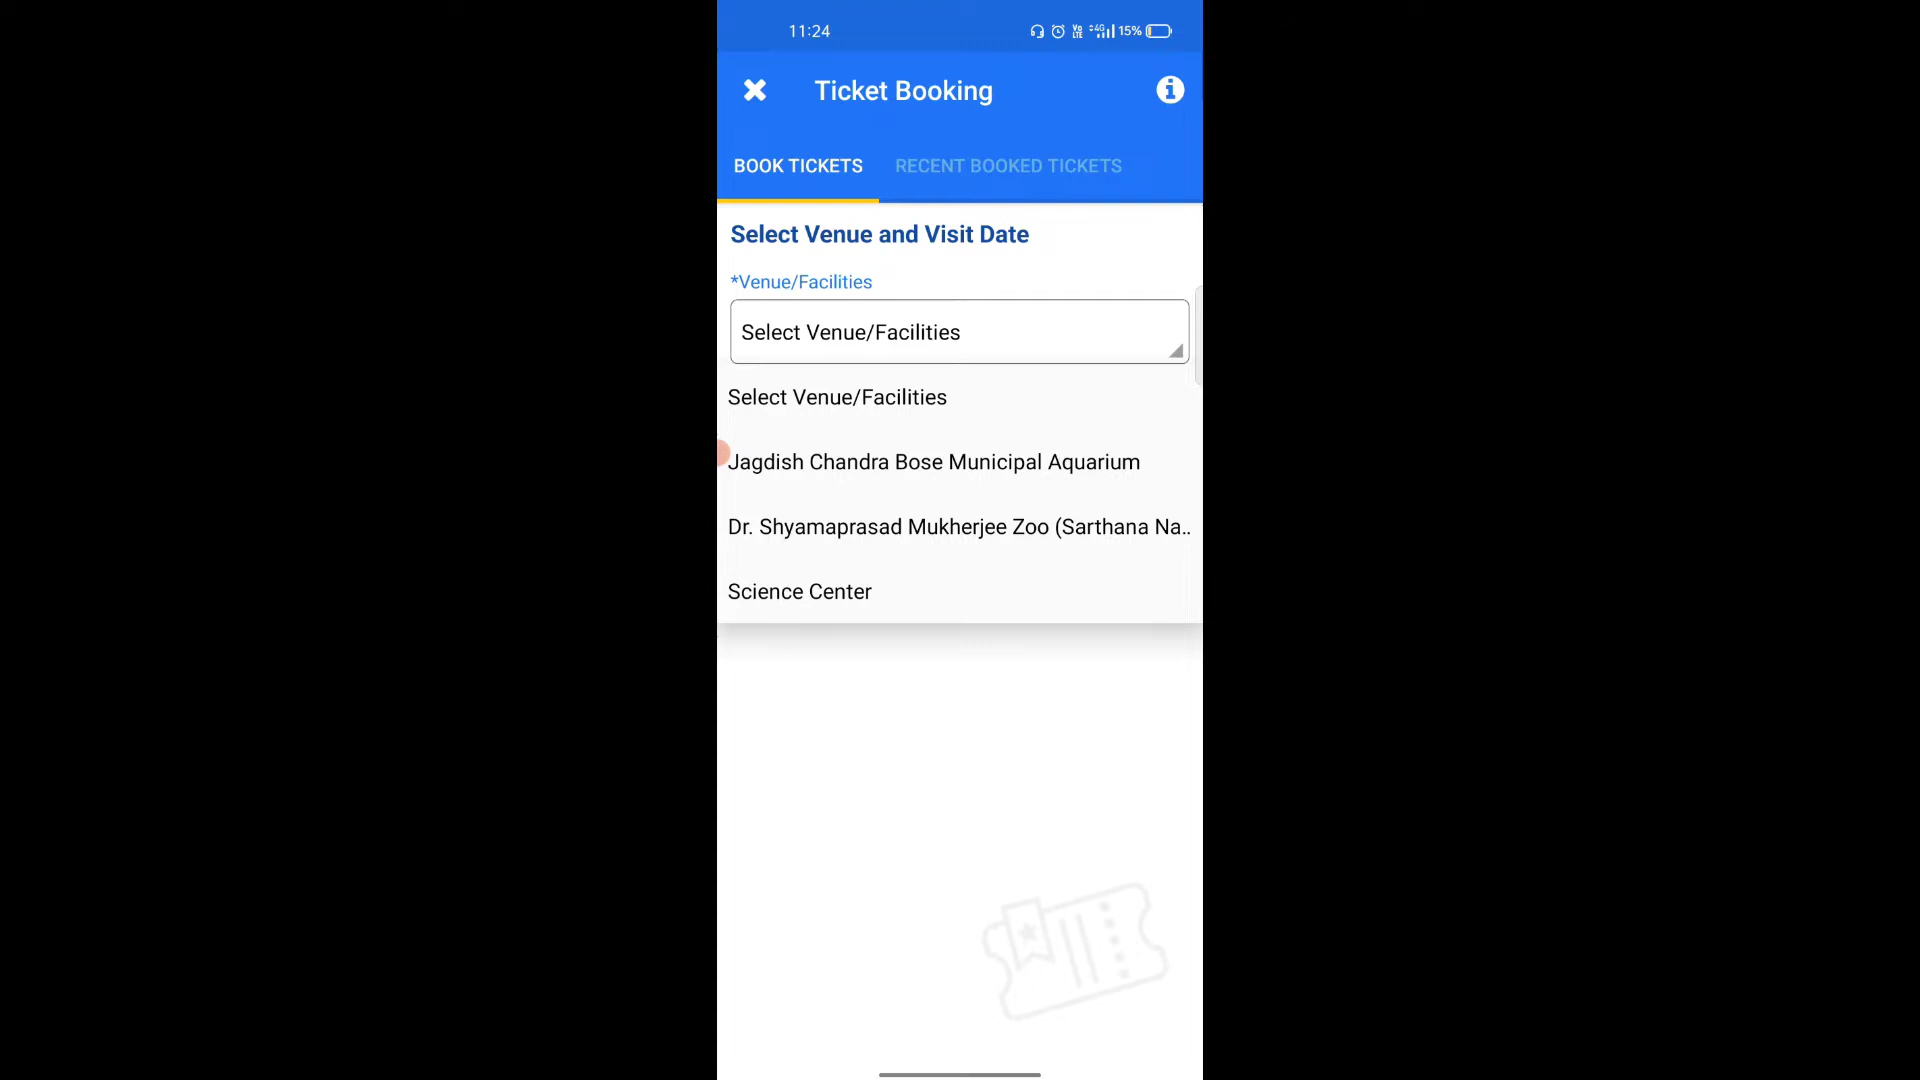 11:24
4G 15%
Ticket Booking
BOOK TICKETS RECENT BOOKED TICKETS
Select Venue and Visit Date
*Venue/Facilities
Select Venue/Facilities
Select Venue/Facilities
Jagdish Chandra Bose Municipal Aquarium
Dr. Shyamaprasad Mukherjee Zoo (Sarthana Na..
Science Center